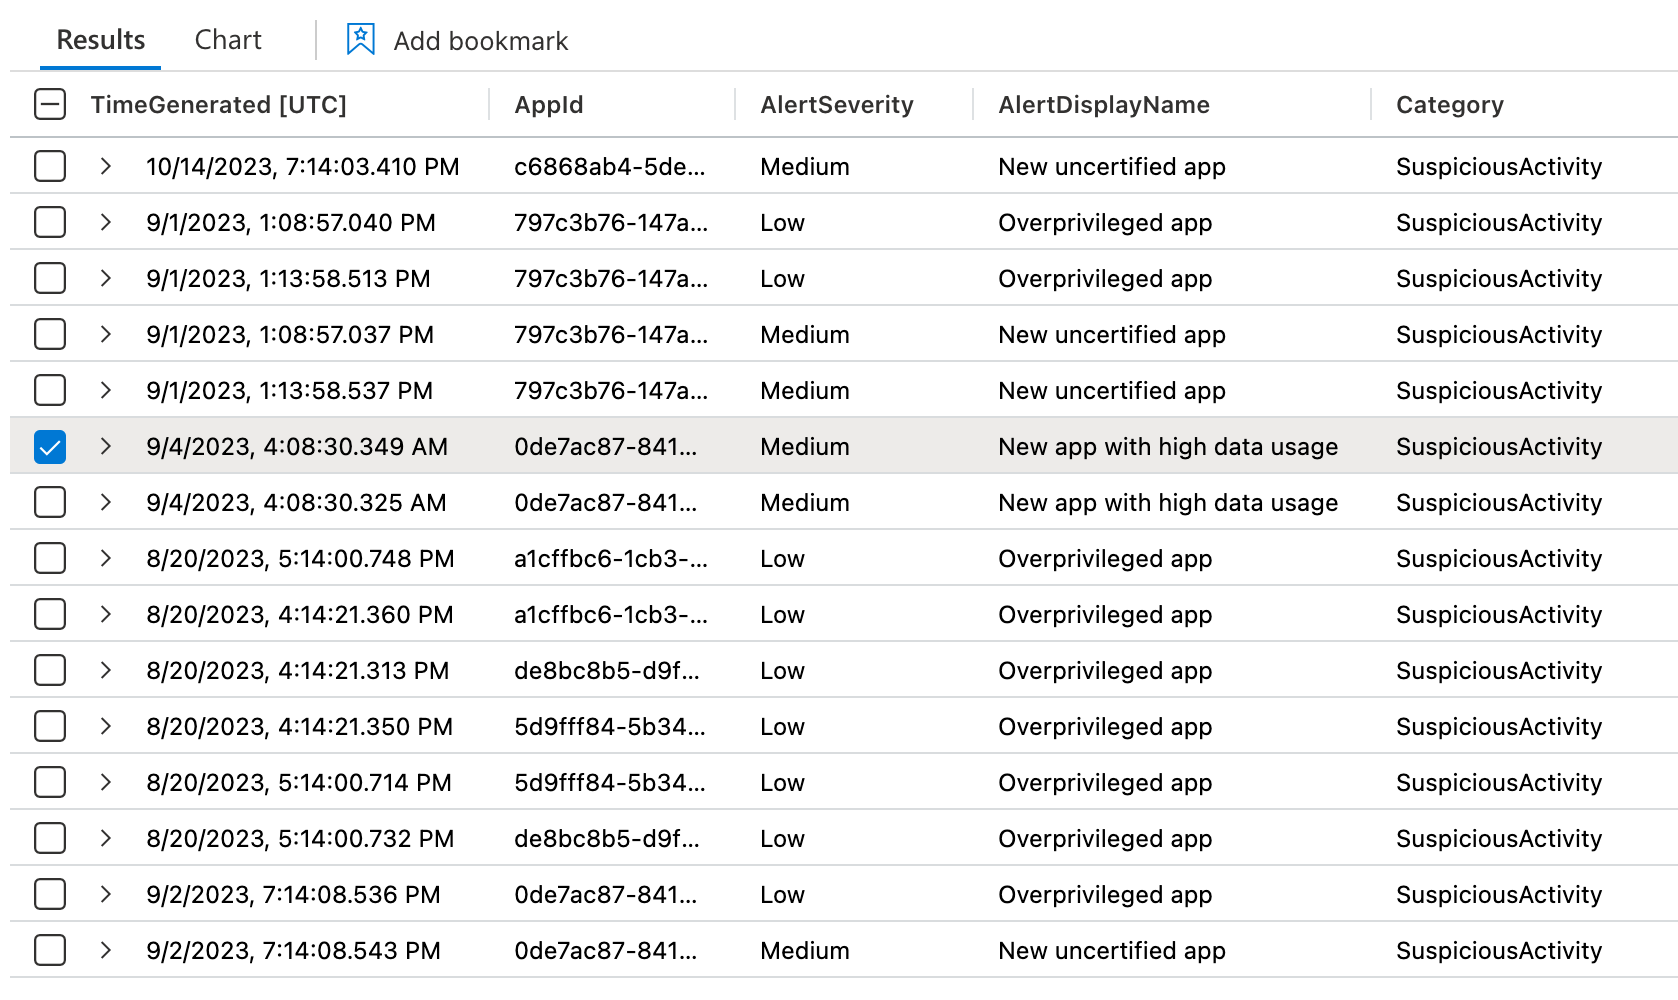 Results Chart Add bookmark
TimeGenerated [UTC] AppId AlertSeverity AlertDisplayName Category
10/14/2023, 7:14:03.410 PM c6868ab4-5de... Medium New uncertified app SuspiciousActivity
9/1/2023, 1:08:57.040 PM 797c3b76-147a... Low Overprivileged app SuspiciousActivity
9/1/2023, 1:13:58.513 PM 797c3b76-147a... Low Overprivileged app SuspiciousActivity
9/1/2023, 1:08:57.037 PM 797c3b76-147a... Medium New uncertified app SuspiciousActivity
9/1/2023, 1:13:58.537 PM 797c3b76-147a... Medium New uncertified app SuspiciousActivity
9/4/2023, 4:08:30.349 AM 0de7ac87-841... Medium New app with high data usage SuspiciousActivity
9/4/2023, 4:08:30.325 AM 0de7ac87-841... Medium New app with high data usage SuspiciousActivity
8/20/2023, 5:14:00.748 PM a1cffbc6-1cb3-... Low Overprivileged app SuspiciousActivity
8/20/2023, 4:14:21.360 PM a1cffbc6-1cb3-... Low Overprivileged app SuspiciousActivity
8/20/2023, 4:14:21.313 PM de8bc8b5-d9f... Low Overprivileged app SuspiciousActivity
8/20/2023, 4:14:21.350 PM 5d9fff84-5b34... Low Overprivileged app SuspiciousActivity
8/20/2023, 5:14:00.714 PM 5d9fff84-5b34... Low Overprivileged app SuspiciousActivity
8/20/2023, 5:14:00.732 PM de8bc8b5-d9f... Low Overprivileged app SuspiciousActivity
9/2/2023, 7:14:08.536 PM 0de7ac87-841... Low Overprivileged app SuspiciousActivity
9/2/2023, 7:14:08.543 PM 0de7ac87-841... Medium New uncertified app SuspiciousActivity